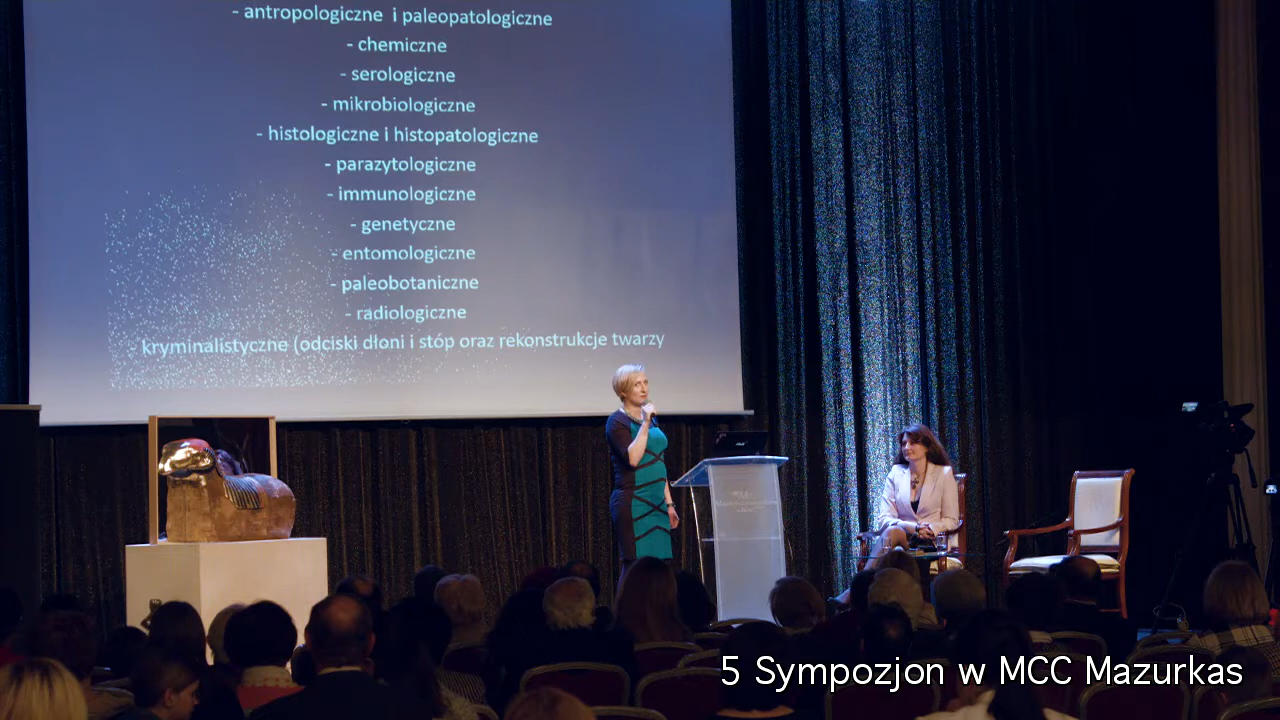 - antropologiczne i paleopatologiczne
- chemiczne
- serologiczne
- mikrobiologiczne
- histologiczne i histopatologiczne
- parazytologiczne
- immunologiczne
- genetyczne
- entomologiczne
- paleobotaniczne
- radiologiczne
- kryminalistyczne (odciski dłoni i stóp oraz rekonstrukcje twarzy
5 Sympozjon w MCC Mazurkas